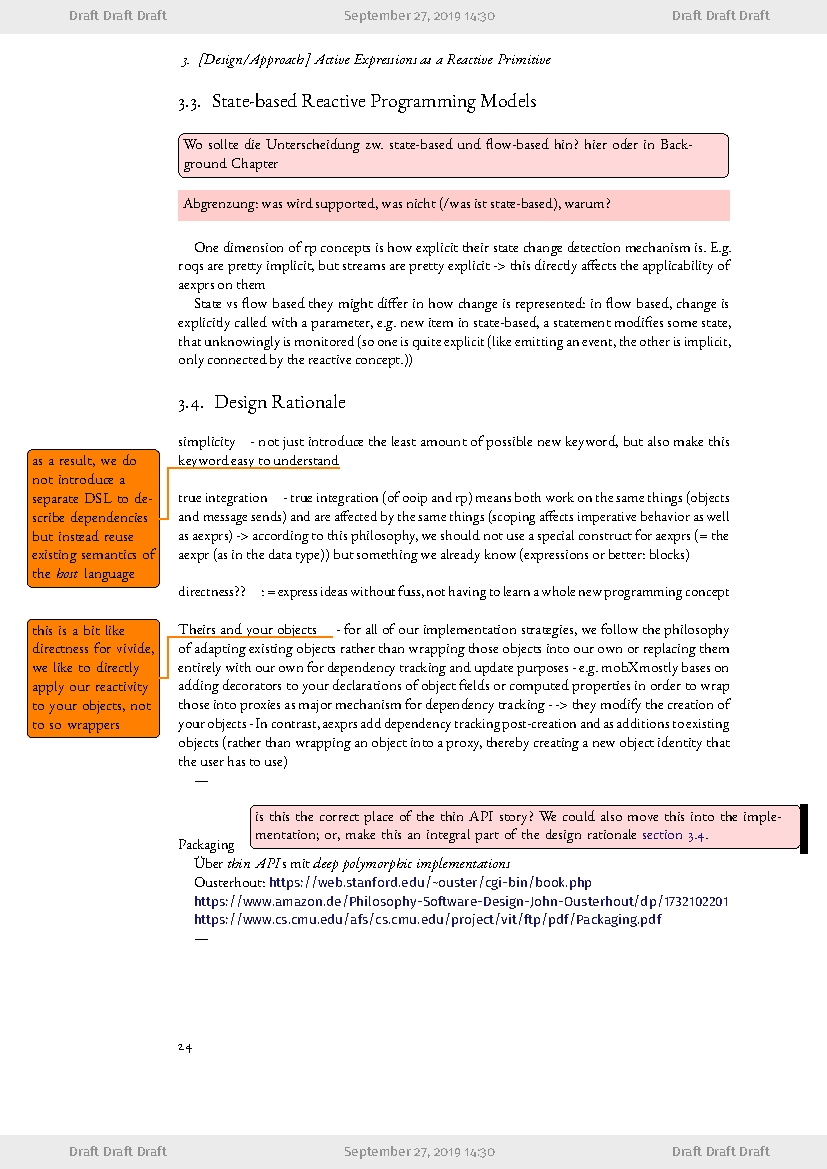 Draft Draft Draft September 27, 2019 14:30 Draft Draft Draft
3. [Design/Approach] Active Expressions as a Reactive Primitive
3.3. State-based Reactive Programming Models
Wo sollte die Unterscheidung zw. state-based und flow-based hin? hier oder in Back-
ground Chapter
Abgrenzung: was wird supported, was nicht (/was ist state-based), warum?
One dimension of rp concepts is how explicit their state change detection mechanism is. E.g.
roqs are pretty implicit, but streams are pretty explicit -> this directly affects the applicability of
aexprs on them
State vs flow based they might differ in how change is represented: in flow based, change is
explicitly called with a parameter, e.g. new item in state-based, a statement modifies some state,
that unknowingly is monitored (so one is quite explicit (like emitting an event, the other is implicit,
only connected by the reactive concept.))
3.4. Design Rationale
simplicity - not just introduce the least amount of possible new keyword, but also make this
keyword easy to understand
as a result, we do
not introduce a
separate DSL to de-
scribe dependencies
but instead reuse
existing semantics of
the host language
true integration - true integration (of ooip and rp) means both work on the same things (objects
and message sends) and are affected by the same things (scoping affects imperative behavior as well
as aexprs) -> according to this philosophy, we should not use a special construct for aexprs (= the
aexpr (as in the data type)) but something we already know (expressions or better: blocks)
directness?? : = express ideas without fuss, not having to learn a whole new programming concept
this is a bit like
directness for vivide,
we like to directly
apply our reactivity
to your objects, not
to so wrappers
Theirs and your objects - for all of our implementation strategies, we follow the philosophy
of adapting existing objects rather than wrapping those objects into our own or replacing them
entirely with our own for dependency tracking and update purposes - e.g. mobX mostly bases on
adding decorators to your declarations of object fields or computed properties in order to wrap
those into proxies as major mechanism for dependency tracking - -> they modify the creation of
your objects - In contrast, aexprs add dependency tracking post-creation and as additions to existing
objects (rather than wrapping an object into a proxy, thereby creating a new object identity that
the user has to use)
—
is this the correct place of the thin API story? We could also move this into the imple-
mentation; or, make this an integral part of the design rationale section 3.4.
Packaging
Über thin APIs mit deep polymorphic implementations
Ousterhout: https://web.stanford.edu/~ouster/cgi-bin/book.php
https://www.amazon.de/Philosophy-Software-Design-John-Ousterhout/dp/1732102201
https://www.cs.cmu.edu/afs/cs.cmu.edu/project/vit/ftp/pdf/Packaging.pdf
—
24
Draft Draft Draft September 27, 2019 14:30 Draft Draft Draft